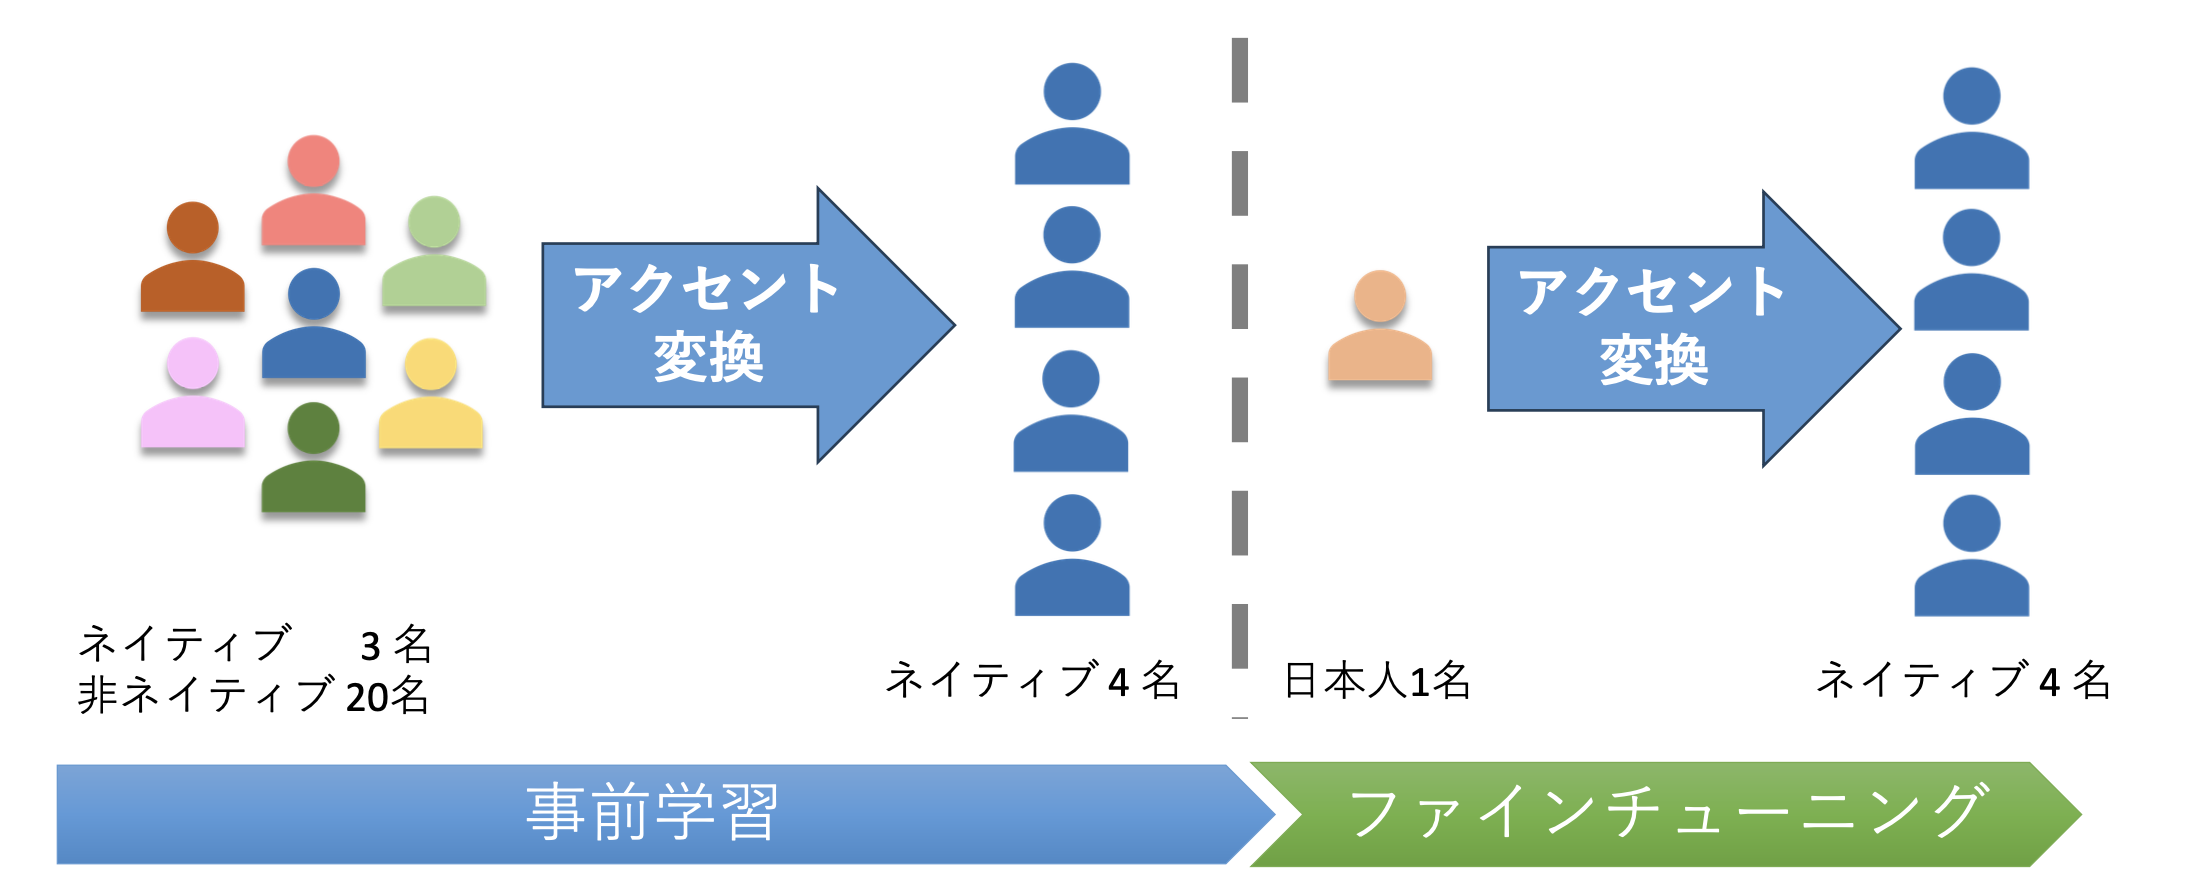 アクセント
変換
ネイティブ 3 名
非ネイティブ 20名
ネイティブ 4 名
アクセント
変換
日本人1名
ネイティブ 4 名
事前学習
ファインチューニング